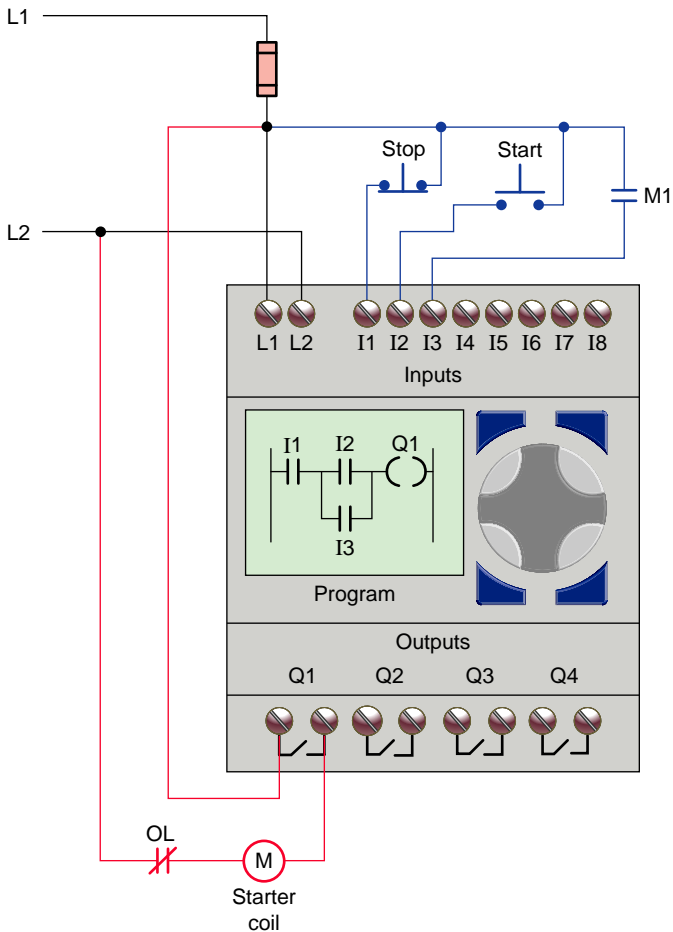 L1
Stop
Start
M1
L2
L1 L2 I1 I2 I3 I4 I5 I6 I7 I8
Inputs
I1 I2 Q1
I3
Program
Outputs
Q1 Q2 Q3 Q4
OL
M
Starter
coil